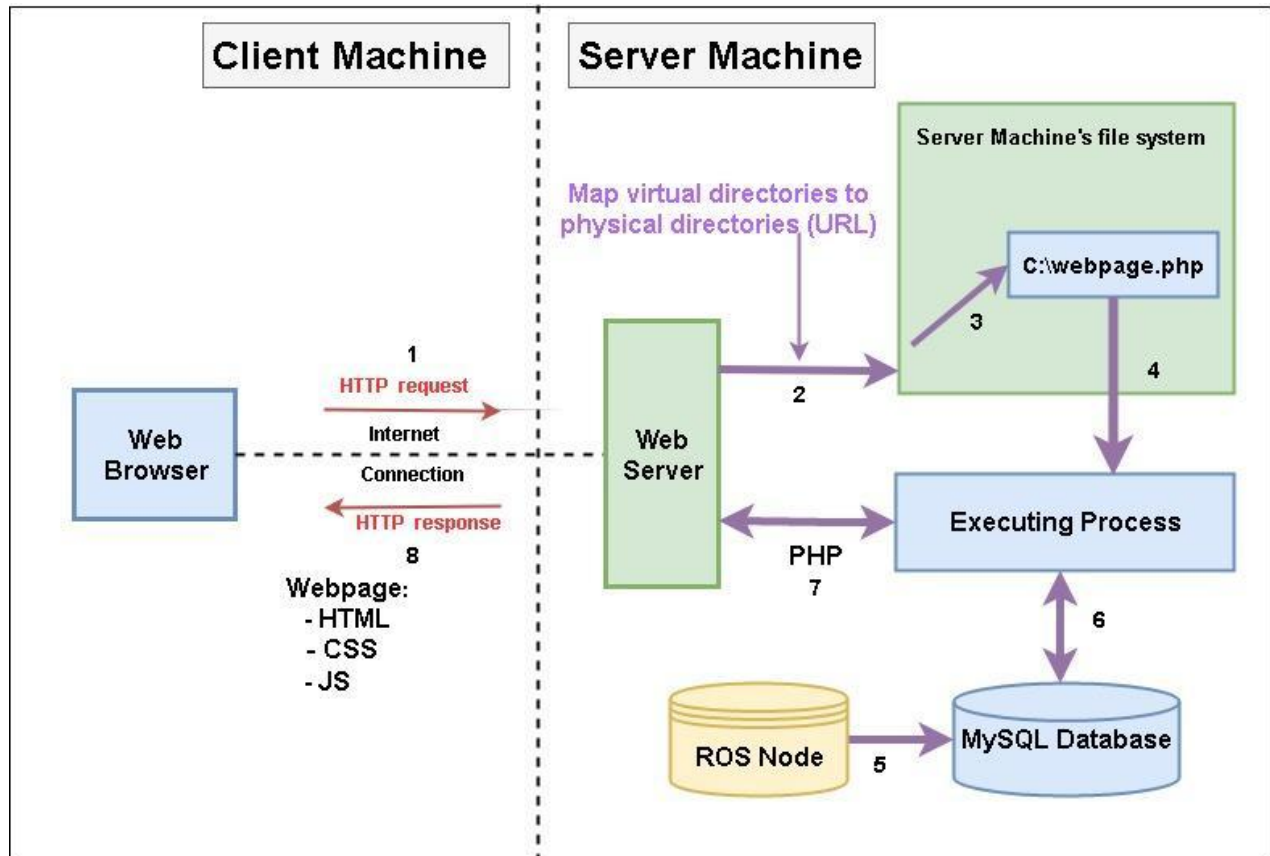 Client Machine
Server Machine
Server Machine's file system
Map virtual directories to
physical directories (URL)
C:\webpage.php
3
1
HTTP request
2
4
Web
Browser
Internet
Connection
Web
Server
HTTP response
8
Executing Process
PHP
7
Webpage:
- HTML
- CSS
- JS
6
ROS Node
5
MySQL Database